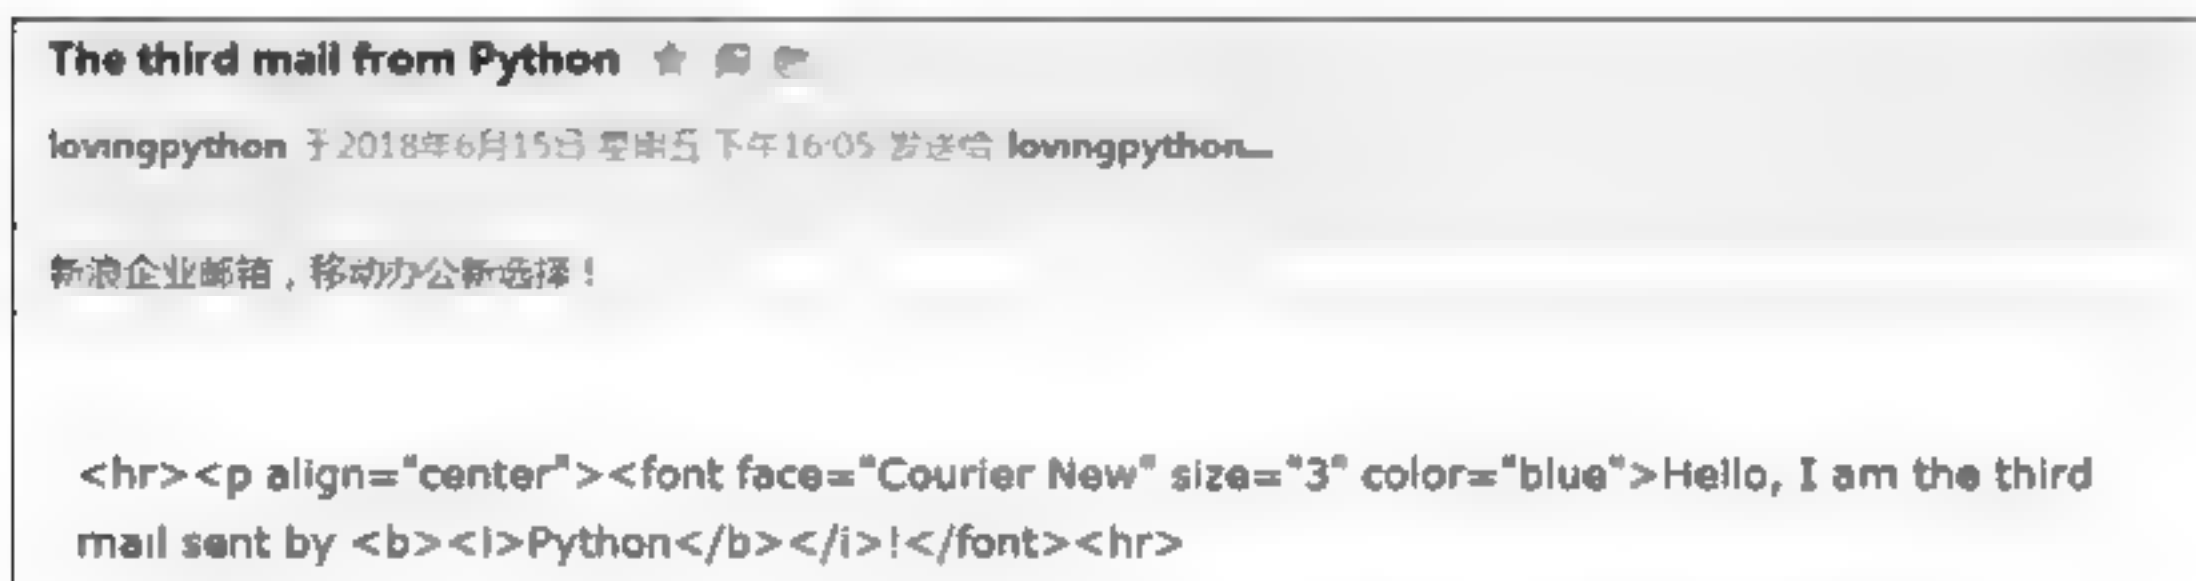 The third mail from Python
lovingpython 于2018年6月15日 星期五 下午16:05 发送给 lovingpython...
新浪企业邮箱，移动办公新选择！
<hr><p align="center"><font face="Courier New" size="3" color="blue">Hello, I am the third
mail sent by <b><i>Python</b></i>!</font><hr>